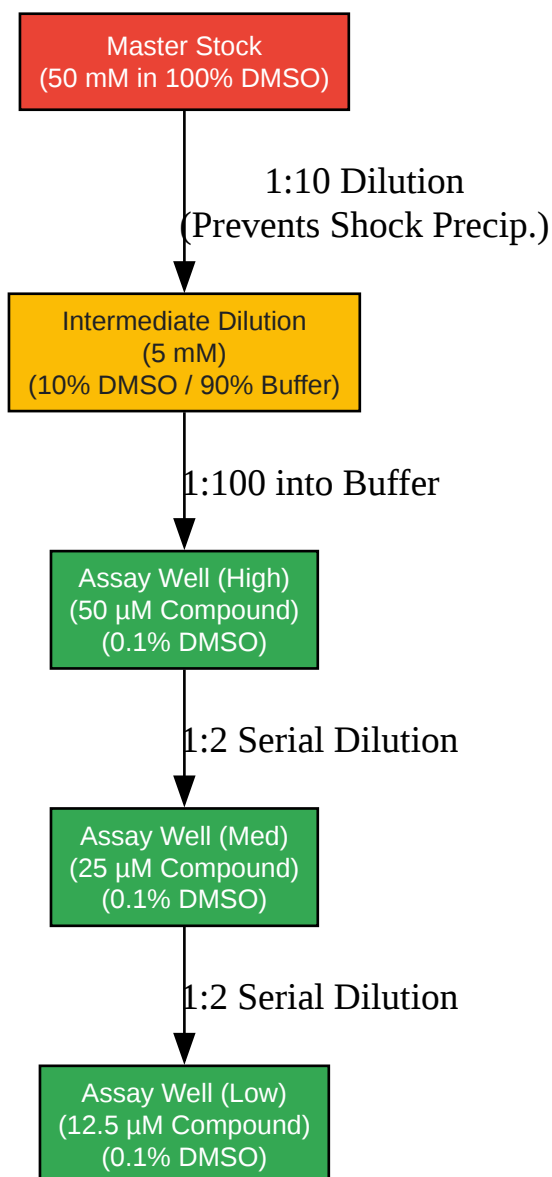 Master Stock
(50 mM in 100% DMSO)
1:10 Dilution
(Prevents Shock Precip.)
Intermediate Dilution
(5 mM)
(10% DMSO / 90% Buffer)
1:100 into Buffer
Assay Well (High)
(50 µM Compound)
(0.1% DMSO)
1:2 Serial Dilution
Assay Well (Med)
(25 µM Compound)
(0.1% DMSO)
1:2 Serial Dilution
Assay Well (Low)
(12.5 µM Compound)
(0.1% DMSO)